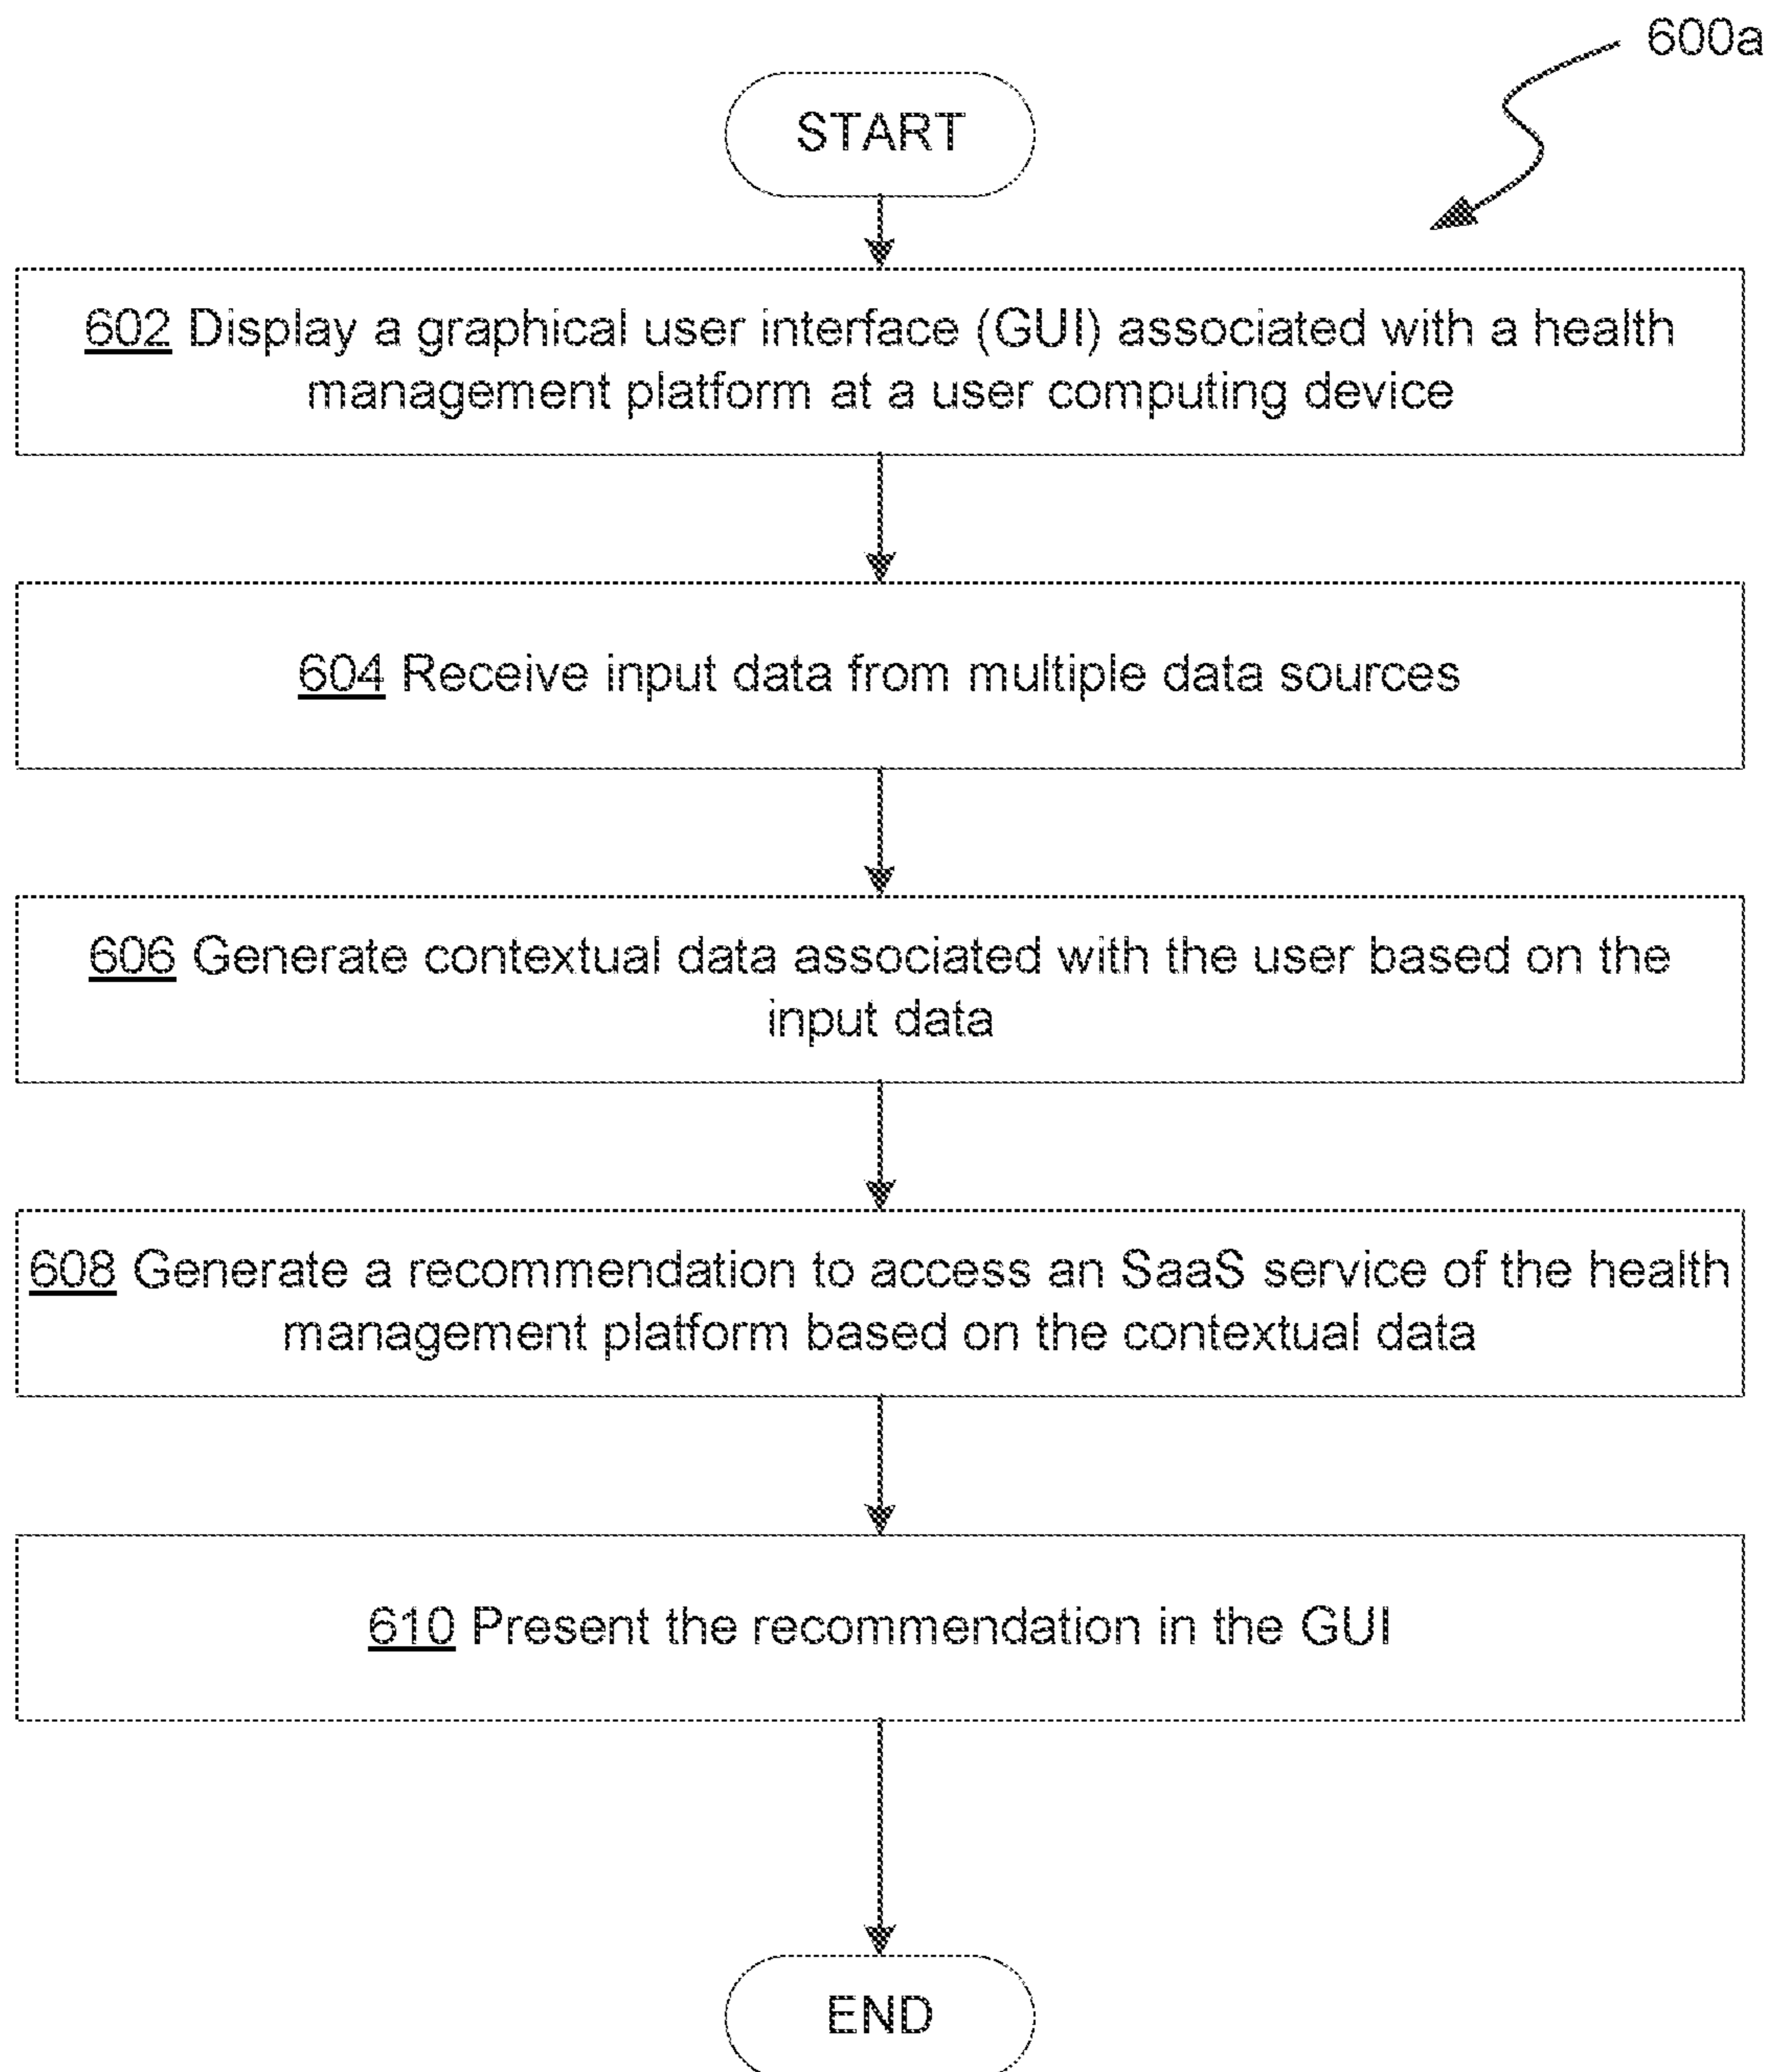 600a
START
602 Display a graphical user interface (GUI) associated with a health
management platform at a user computing device
604 Receive input data from multiple data sources
606 Generate contextual data associated with the user based on the
input data
608 Generate a recommendation to access an SaaS service of the health
management platform based on the contextual data
610 Present the recommendation in the GUI
END